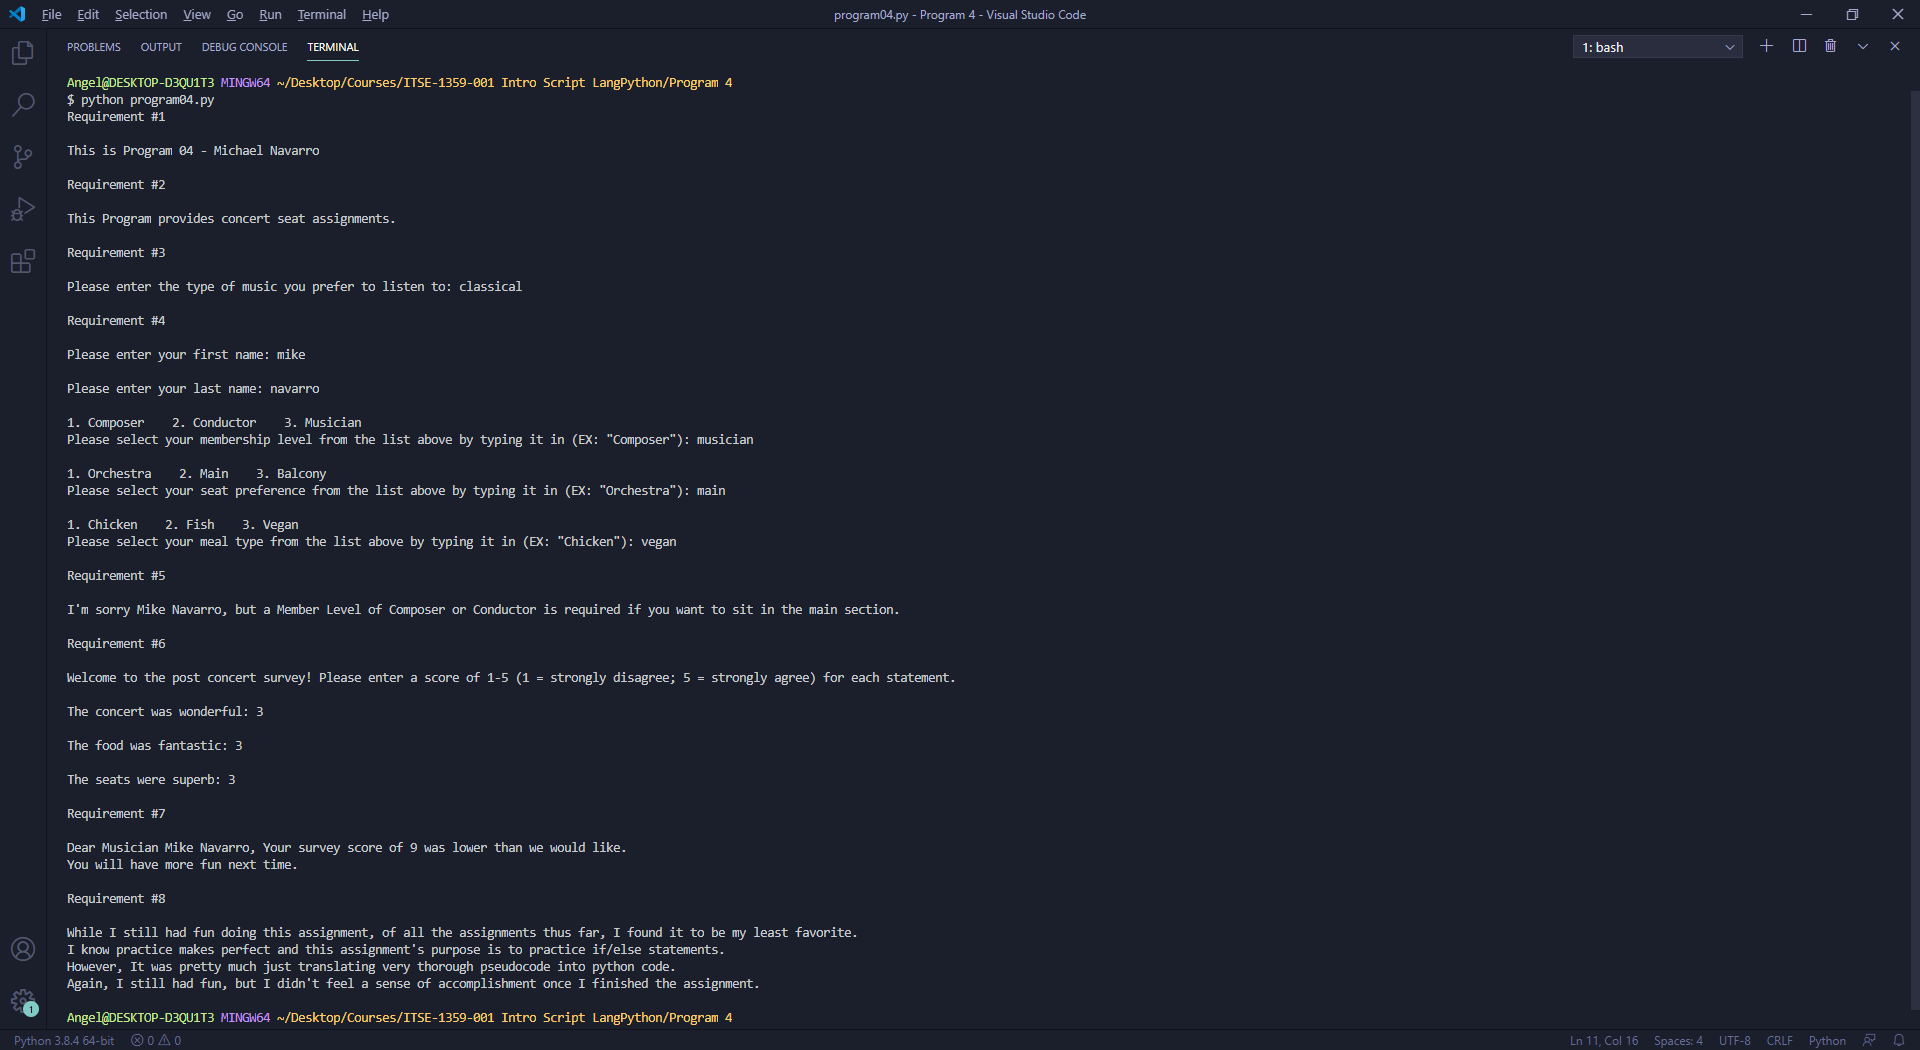 File Edit Selection View Go Run Terminal Help program04.py - Program 4 - Visual Studio Code
PROBLEMS OUTPUT DEBUG CONSOLE TERMINAL 1: bash
Angel@DESKTOP-D3QU1T3 MINGW64 ~/Desktop/Courses/ITSE-1359-001 Intro Script LangPython/Program 4
$ python program04.py
Requirement #1
This is Program 04 - Michael Navarro
Requirement #2
This Program provides concert seat assignments.
Requirement #3
Please enter the type of music you prefer to listen to: classical
Requirement #4
Please enter your first name: mike
Please enter your last name: navarro
1. Composer    2. Conductor    3. Musician
Please select your membership level from the list above by typing it in (EX: "Composer"): musician
1. Orchestra    2. Main    3. Balcony
Please select your seat preference from the list above by typing it in (EX: "Orchestra"): main
1. Chicken    2. Fish    3. Vegan
Please select your meal type from the list above by typing it in (EX: "Chicken"): vegan
Requirement #5
I'm sorry Mike Navarro, but a Member Level of Composer or Conductor is required if you want to sit in the main section.
Requirement #6
Welcome to the post concert survey! Please enter a score of 1-5 (1 = strongly disagree; 5 = strongly agree) for each statement.
The concert was wonderful: 3
The food was fantastic: 3
The seats were superb: 3
Requirement #7
Dear Musician Mike Navarro, Your survey score of 9 was lower than we would like.
You will have more fun next time.
Requirement #8
While I still had fun doing this assignment, of all the assignments thus far, I found it to be my least favorite.
I know practice makes perfect and this assignment's purpose is to practice if/else statements.
However, It was pretty much just translating very thorough pseudocode into python code.
Again, I still had fun, but I didn't feel a sense of accomplishment once I finished the assignment.
Angel@DESKTOP-D3QU1T3 MINGW64 ~/Desktop/Courses/ITSE-1359-001 Intro Script LangPython/Program 4
1
Python 3.8.4 64-bit 0 0 Ln 11, Col 16 Spaces: 4 UTF-8 CRLF Python